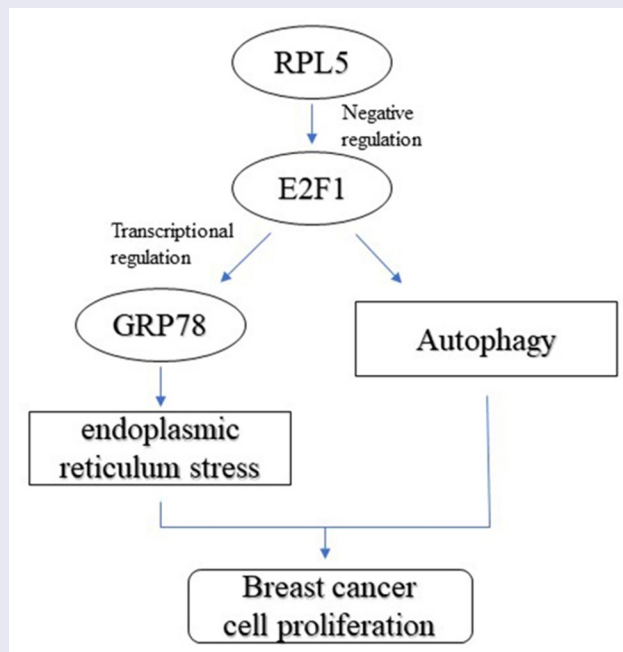 RPL5
Negative
regulation
E2F1
Transcriptional
regulation
GRP78
Autophagy
endoplasmic
reticulum stress
Breast cancer
cell proliferation